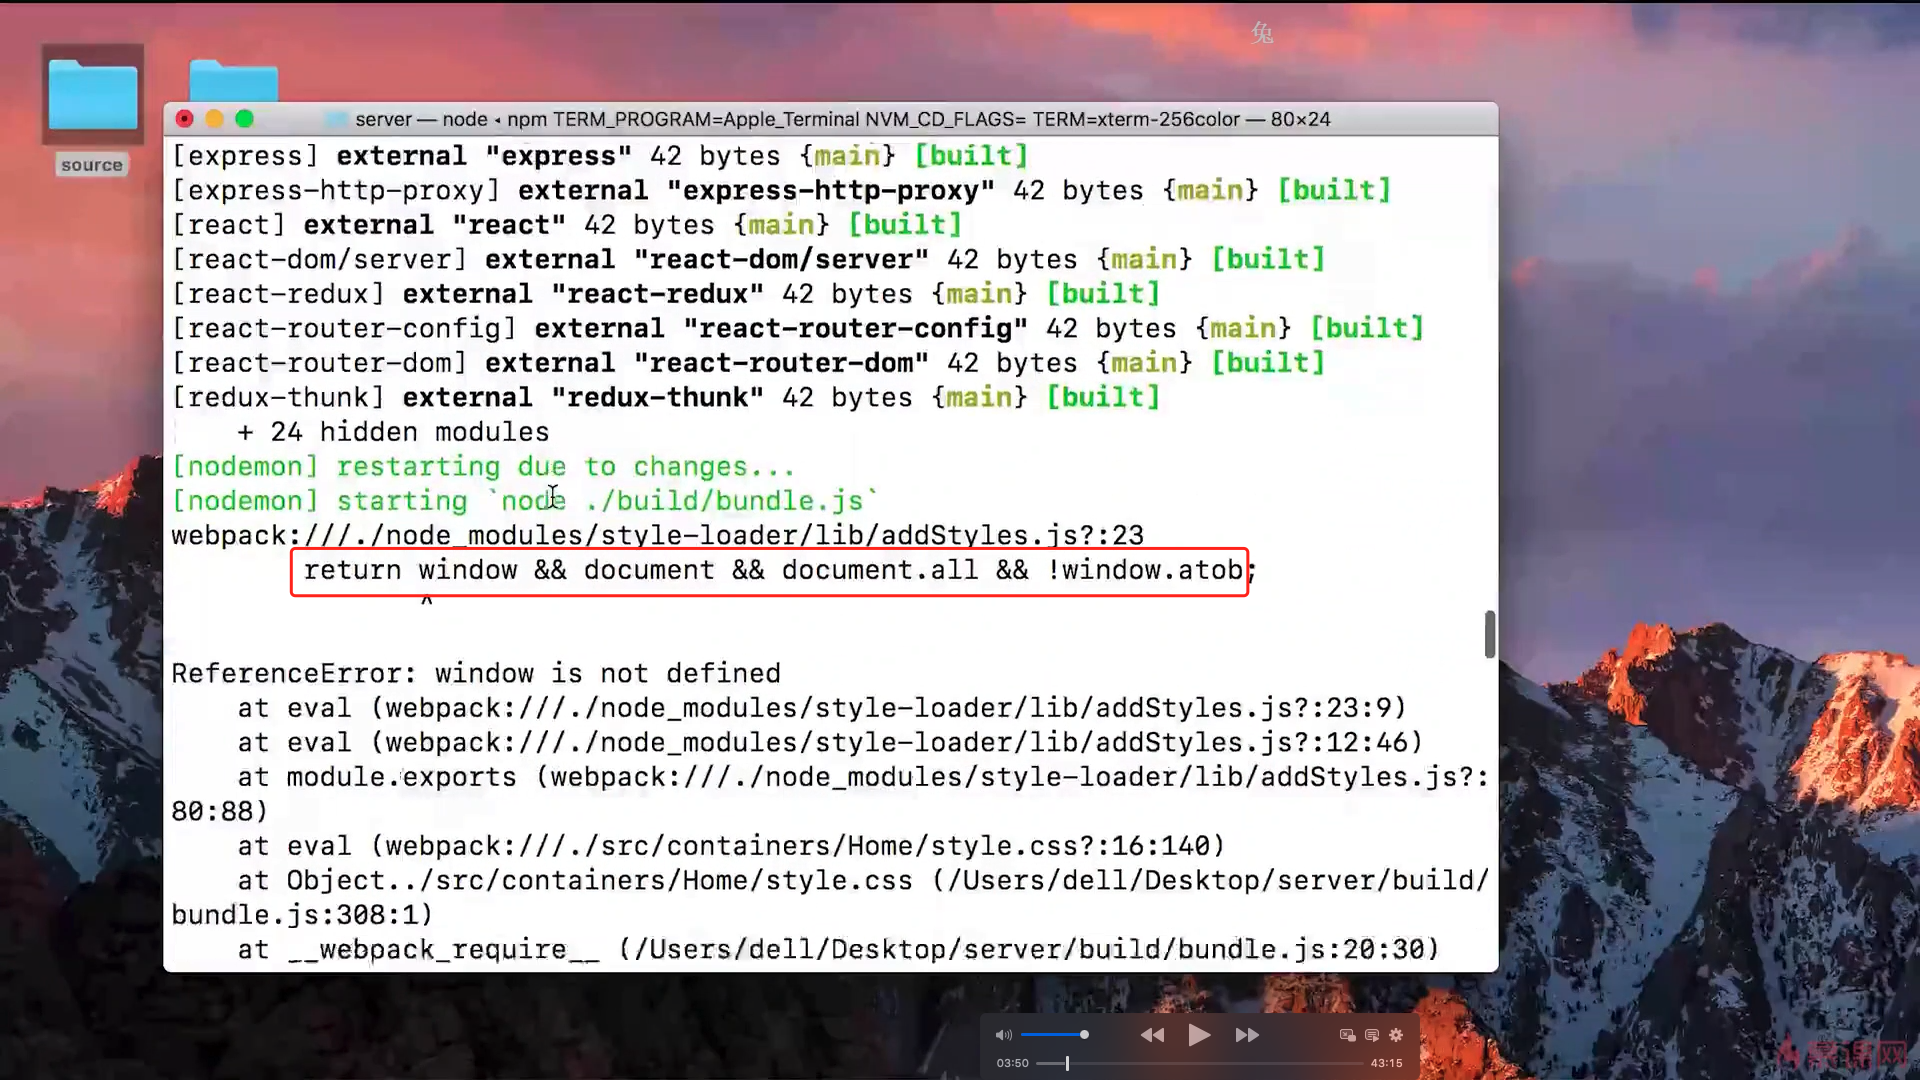 兔
source
server — node ◂ npm TERM_PROGRAM=Apple_Terminal NVM_CD_FLAGS= TERM=xterm-256color — 80×24
[express] external "express" 42 bytes {main} [built]
[express-http-proxy] external "express-http-proxy" 42 bytes {main} [built]
[react] external "react" 42 bytes {main} [built]
[react-dom/server] external "react-dom/server" 42 bytes {main} [built]
[react-redux] external "react-redux" 42 bytes {main} [built]
[react-router-config] external "react-router-config" 42 bytes {main} [built]
[react-router-dom] external "react-router-dom" 42 bytes {main} [built]
[redux-thunk] external "redux-thunk" 42 bytes {main} [built]
    + 24 hidden modules
[nodemon] restarting due to changes...
[nodemon] starting `node ./build/bundle.js`
webpack:///./node_modules/style-loader/lib/addStyles.js?:23
        return window && document && document.all && !window.atob;
               ^
ReferenceError: window is not defined
    at eval (webpack:///./node_modules/style-loader/lib/addStyles.js?:23:9)
    at eval (webpack:///./node_modules/style-loader/lib/addStyles.js?:12:46)
    at module.exports (webpack:///./node_modules/style-loader/lib/addStyles.js?:
80:88)
    at eval (webpack:///./src/containers/Home/style.css?:16:140)
    at Object../src/containers/Home/style.css (/Users/dell/Desktop/server/build/
bundle.js:308:1)
    at __webpack_require__ (/Users/dell/Desktop/server/build/bundle.js:20:30)
03:50
43:15
慕课网